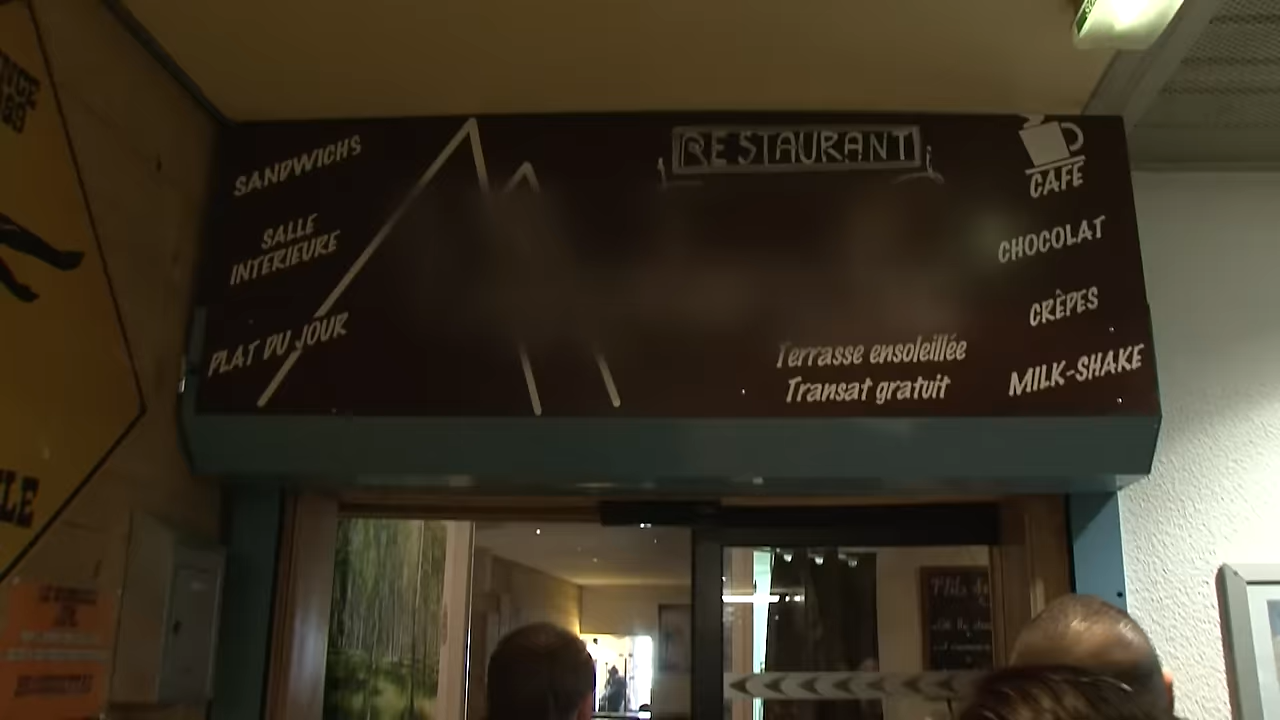 SANDWICHS
SALLE
INTERIEURE
PLAT DU JOUR
RESTAURANT
Terrasse ensoleillée
Transat gratuit
CAFE
CHOCOLAT
CRÊPES
MILK-SHAKE